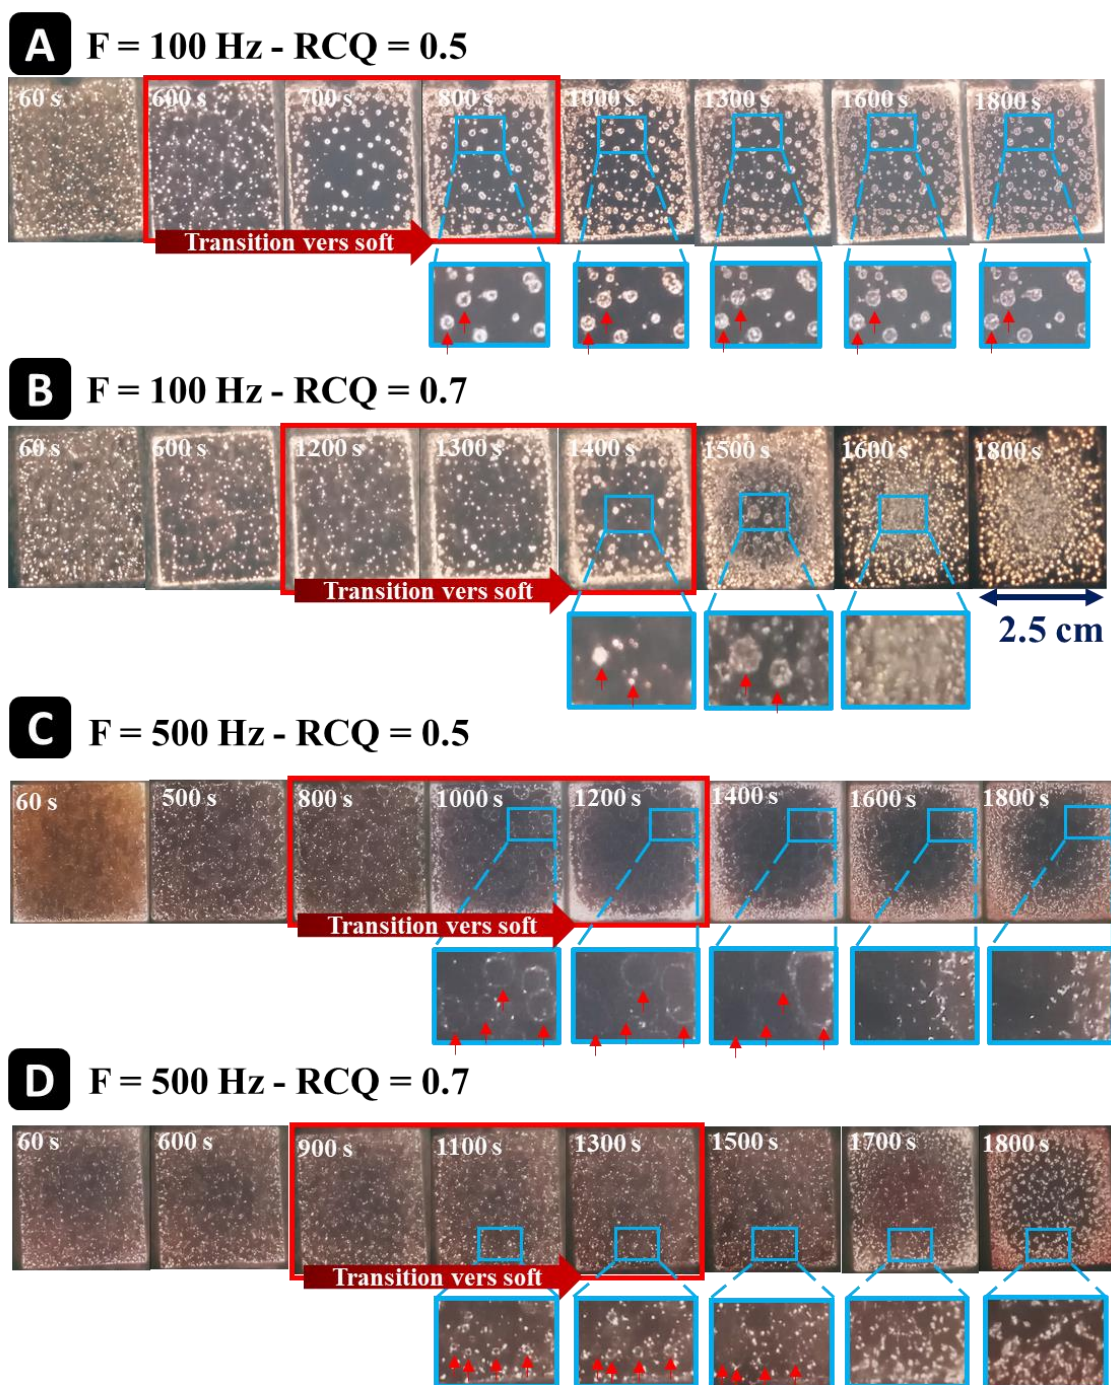 A F = 100 Hz - RCQ = 0.5
60 s 600 s 700 s 800 s 1000 s 1300 s 1600 s 1800 s
Transition vers soft
B F = 100 Hz - RCQ = 0.7
60 s 600 s 1200 s 1300 s 1400 s 1500 s 1600 s 1800 s
Transition vers soft
2.5 cm
C F = 500 Hz - RCQ = 0.5
60 s 500 s 800 s 1000 s 1200 s 1400 s 1600 s 1800 s
Transition vers soft
D F = 500 Hz - RCQ = 0.7
60 s 600 s 900 s 1100 s 1300 s 1500 s 1700 s 1800 s
Transition vers soft